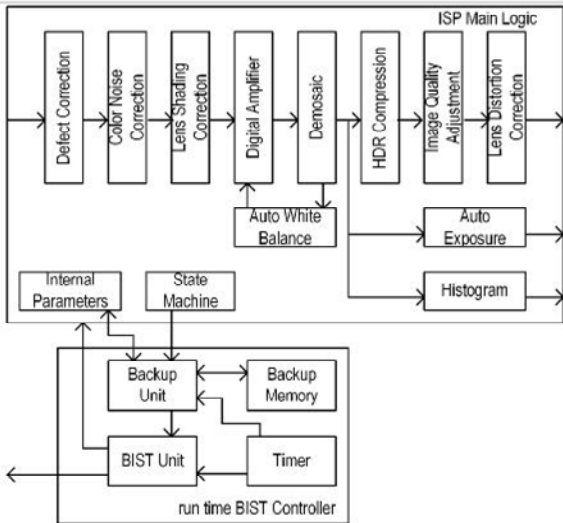 ISP Main Logic
Defect Correction
Color Noise
Correction
Lens Shading
Correction
Digital Amplifier
Demosaic
HDR Compression
Image Quality
Adjustment
Lens Distortion
Correction
Auto White
Balance
Auto
Exposure
Histogram
Internal
Parameters
State
Machine
Backup
Unit
Backup
Memory
BIST Unit
Timer
run time BIST Controller